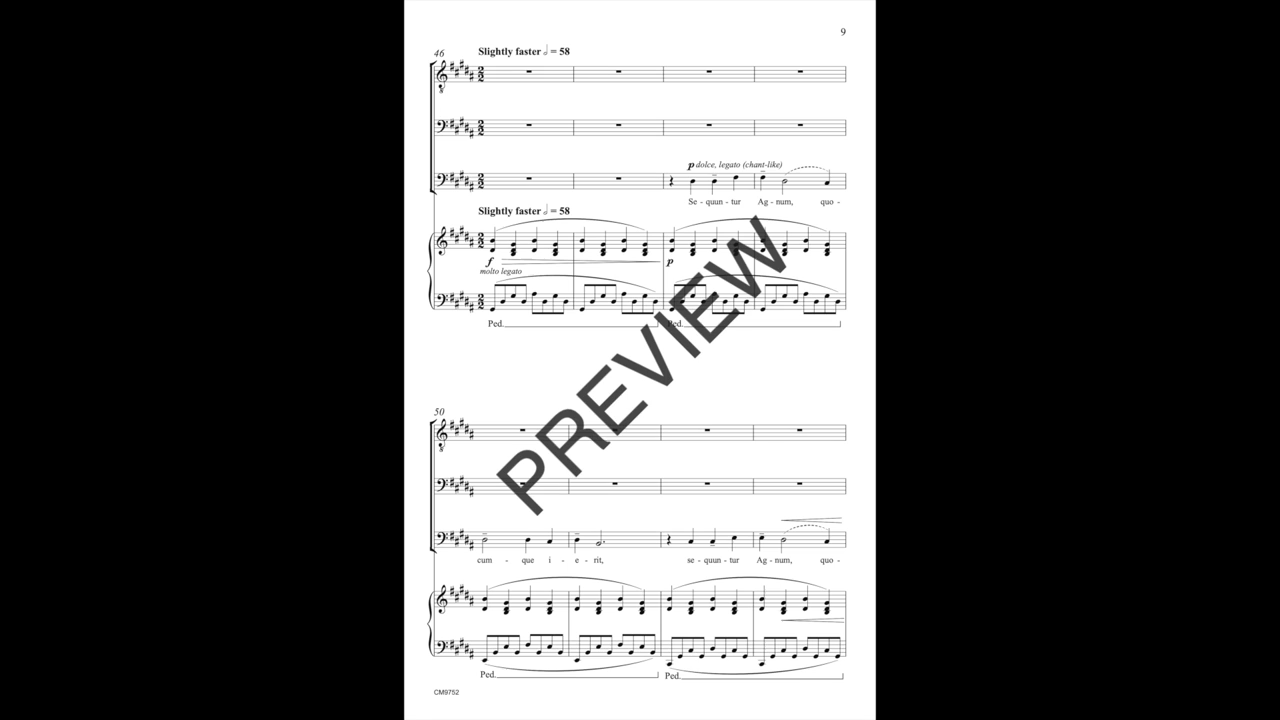 9
46
Slightly faster 𝅗𝅥 = 58
p dolce, legato (chant-like)
Se - quun - tur Ag - num, quo -
Slightly faster 𝅗𝅥 = 58
f
p
molto legato
Ped.
Ped.
PREVIEW
50
cum - que i - e - rit, se - quun - tur Ag - num, quo -
Ped.
Ped.
CM9752